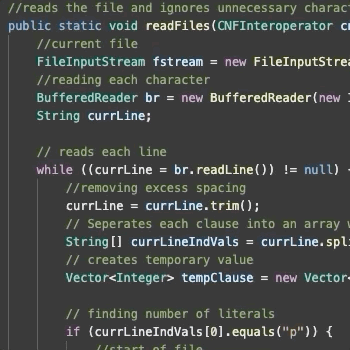 //reads the file and ignores unnecessary charact
public static void readFiles(CNFInteroperator cn
//current file
FileInputStream fstream = new FileInputStrea
//reading each character
BufferedReader br = new BufferedReader(new I
String currLine;
// reads each line
while ((currLine = br.readLine()) != null) {
//removing excess spacing
currLine = currLine.trim();
// Seperates each clause into an array w
String[] currLineIndVals = currLine.spli
// creates temporary value
Vector<Integer> tempClause = new Vector<
// finding number of literals
if (currLineIndVals[0].equals("p")) {
//start of file